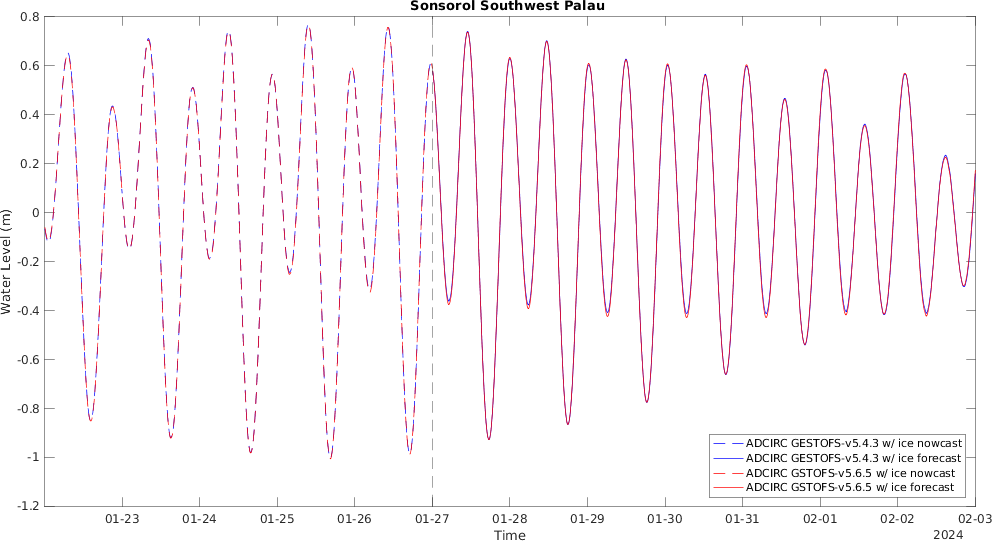 Sonsorol Southwest Palau
0.8
0.6
0.4
0.2
0
-0.2
-0.4
-0.6
-0.8
-1
-1.2
Water Level (m)
ADCIRC GESTOFS-v5.4.3 w/ ice nowcast
ADCIRC GESTOFS-v5.4.3 w/ ice forecast
ADCIRC GSTOFS-v5.6.5 w/ ice nowcast
ADCIRC GSTOFS-v5.6.5 w/ ice forecast
01-23 01-24 01-25 01-26 01-27 01-28 01-29 01-30 01-31 02-01 02-02 02-03
Time
2024